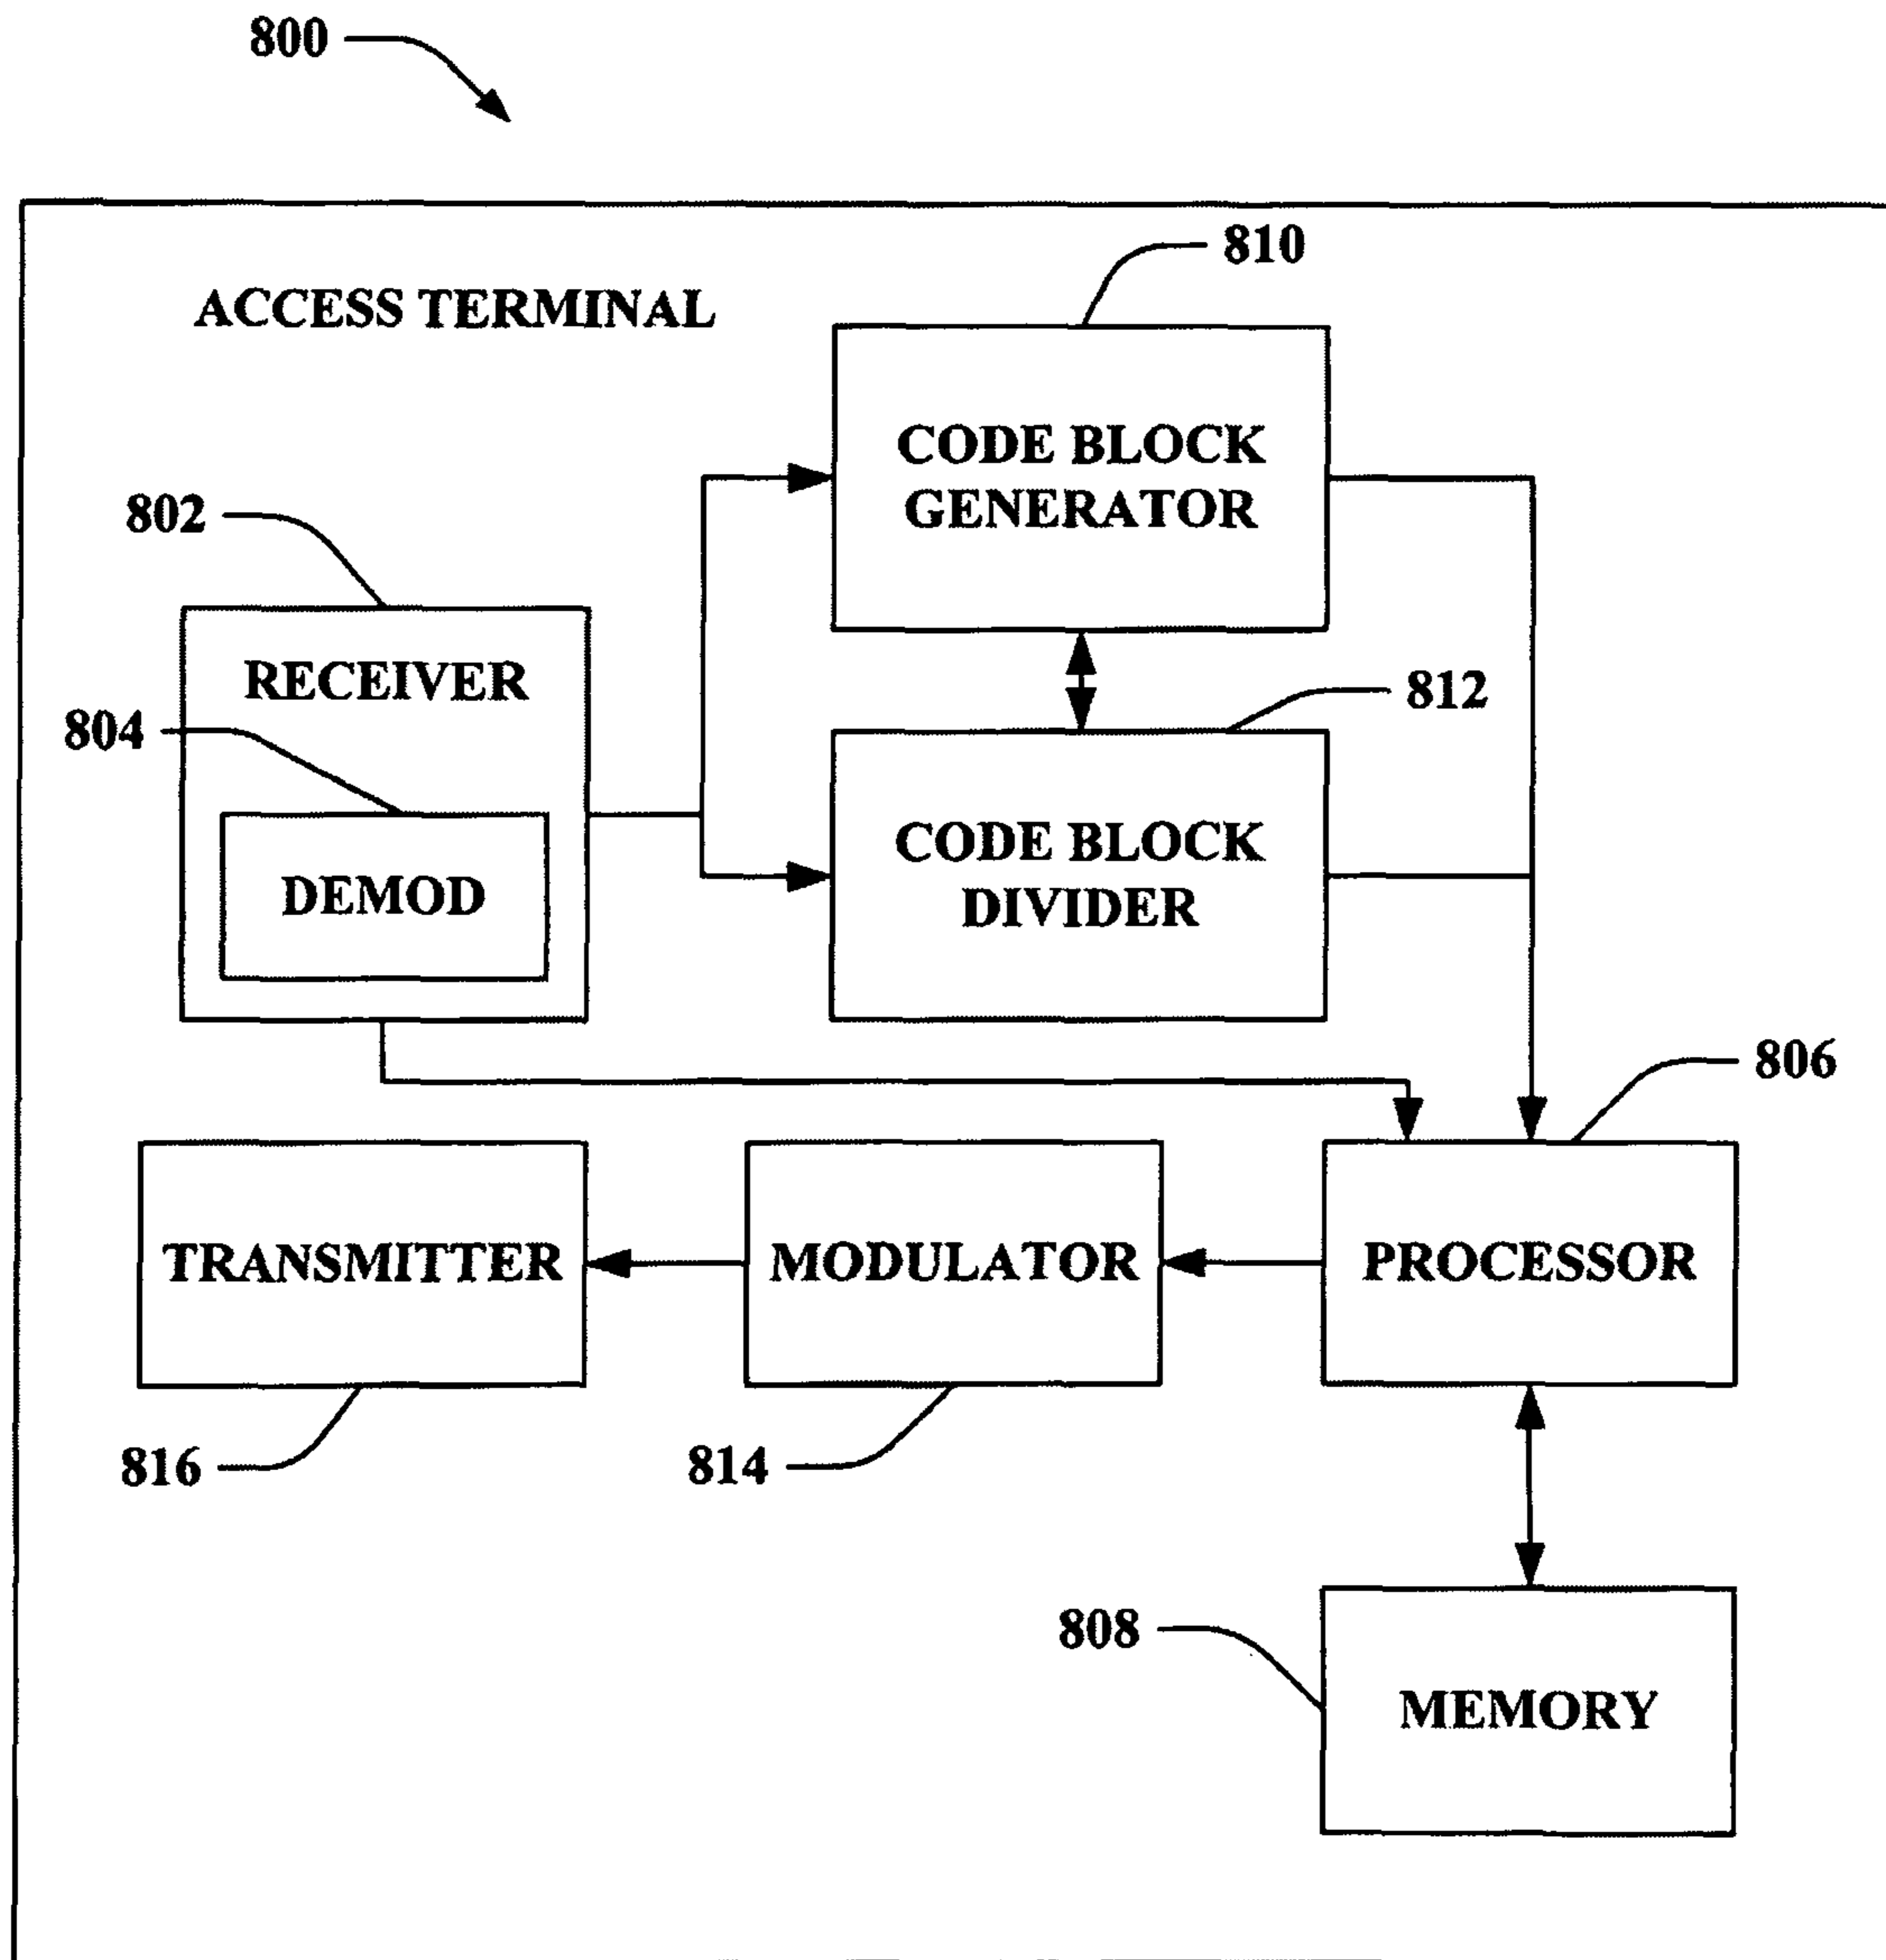 800
810
ACCESS TERMINAL
CODE BLOCK
GENERATOR
802
RECEIVER
812
804
CODE BLOCK
DIVIDER
DEMOD
806
TRANSMITTER
MODULATOR
PROCESSOR
816
814
808
MEMORY